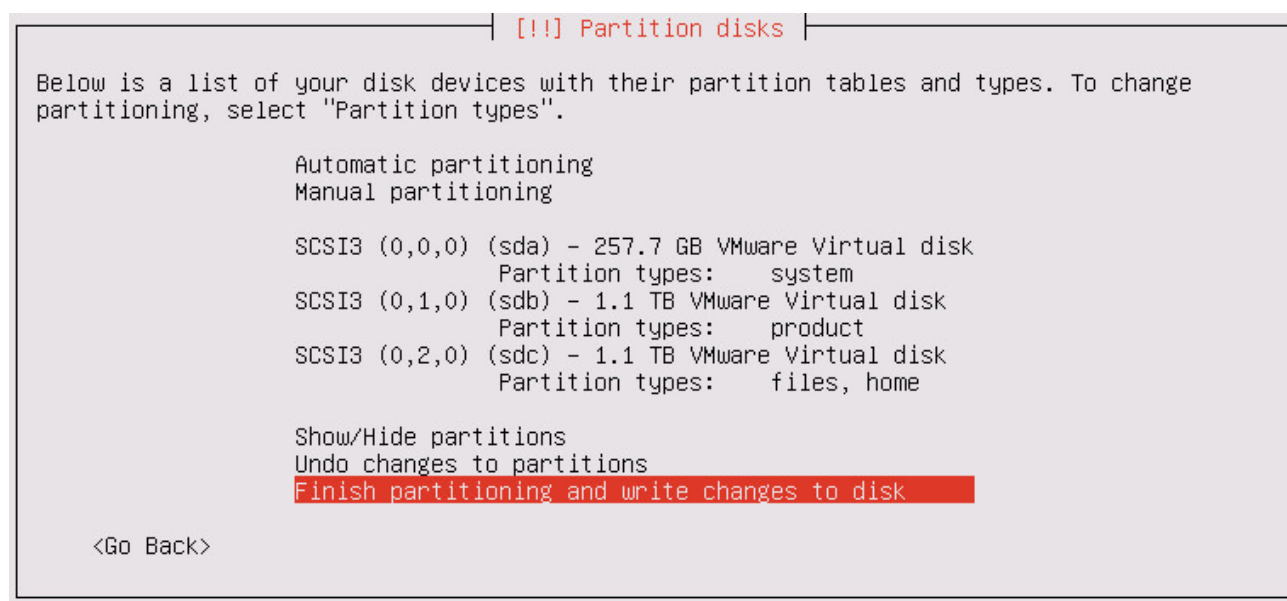 [!!] Partition disks
Below is a list of your disk devices with their partition tables and types. To change
partitioning, select "Partition types".
Automatic partitioning
Manual partitioning
SCSI3 (0,0,0) (sda) - 257.7 GB VMware Virtual disk
Partition types: system
SCSI3 (0,1,0) (sdb) - 1.1 TB VMware Virtual disk
Partition types: product
SCSI3 (0,2,0) (sdc) - 1.1 TB VMware Virtual disk
Partition types: files, home
Show/Hide partitions
Undo changes to partitions
Finish partitioning and write changes to disk
<Go Back>